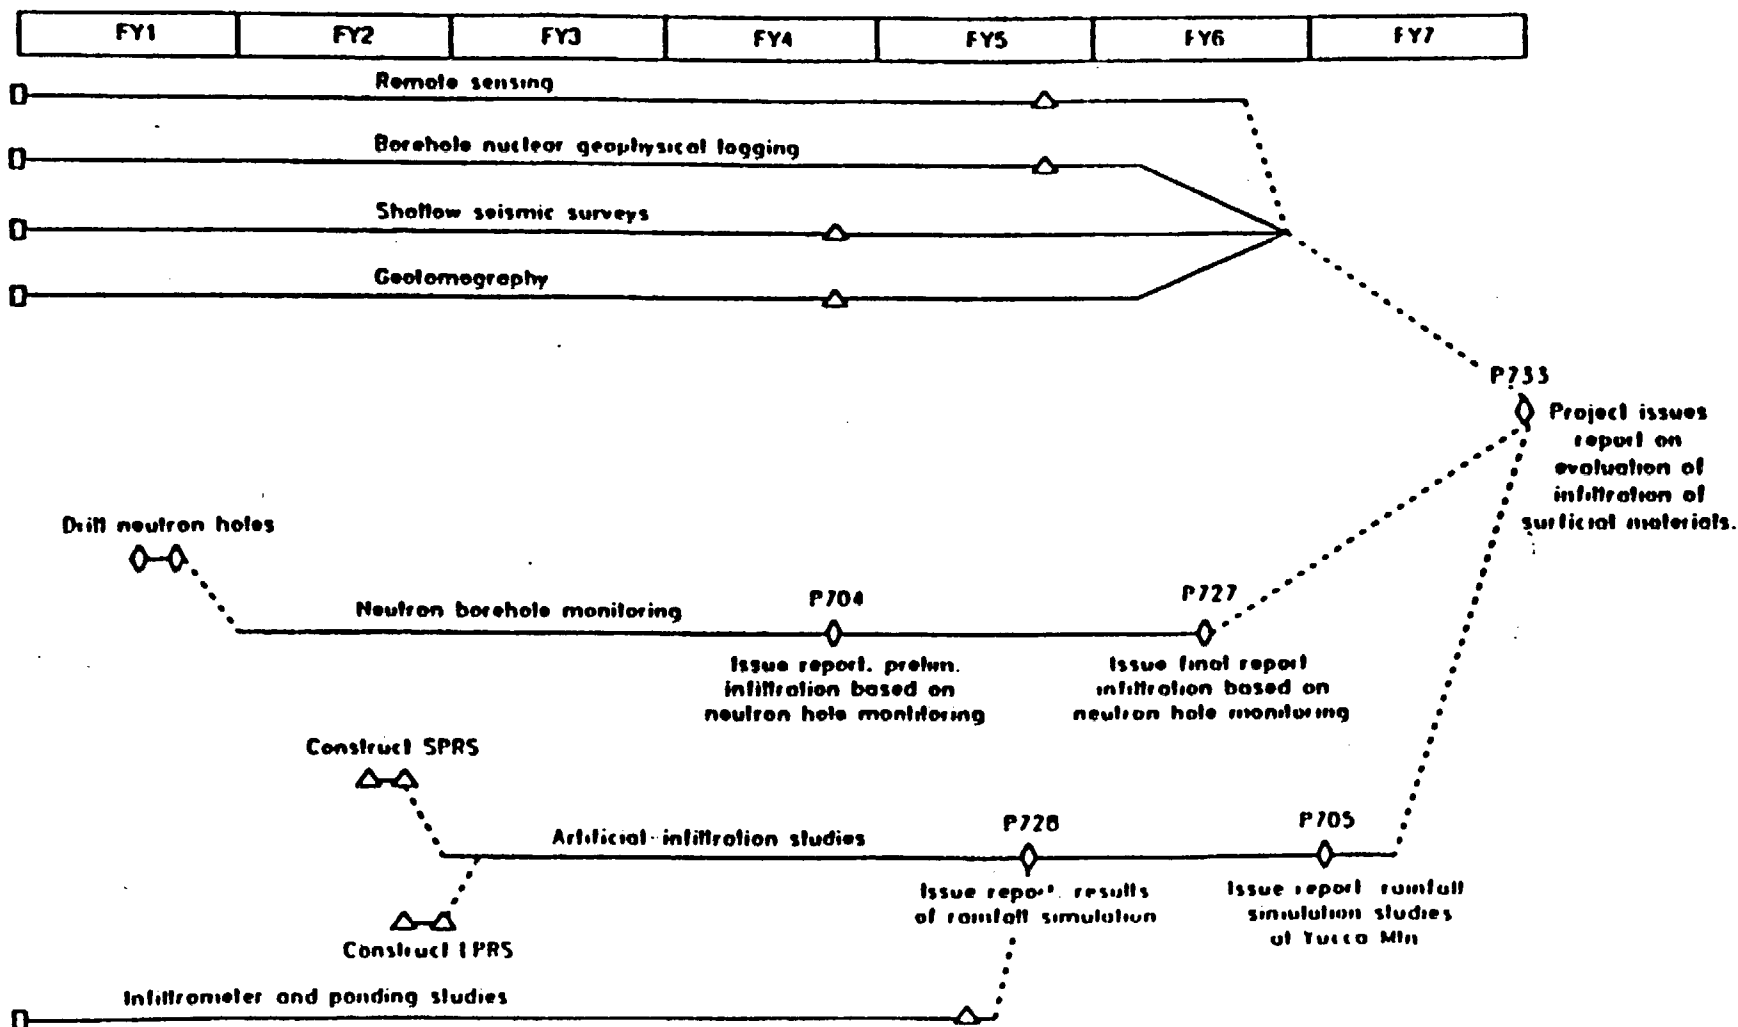 FY1 FY2 FY3 FY4 FY5 FY6 FY7
Remote sensing
Borehole nuclear geophysical logging
Shallow seismic surveys
Geotomography
P733
Project issues
report on
evaluation of
infiltration of
surficial materials.
Drill neutron holes
Neutron borehole monitoring
P704
P727
Issue report, prelim.
infiltration based on
neutron hole monitoring
Issue final report
infiltration based on
neutron hole monitoring
Construct SPRS
Artificial-infiltration studies
P728
P705
Issue report, results
of rainfall simulation
Issue report rainfall
simulation studies
at Yucca Mtn
Construct LPRS
Infiltrometer and ponding studies